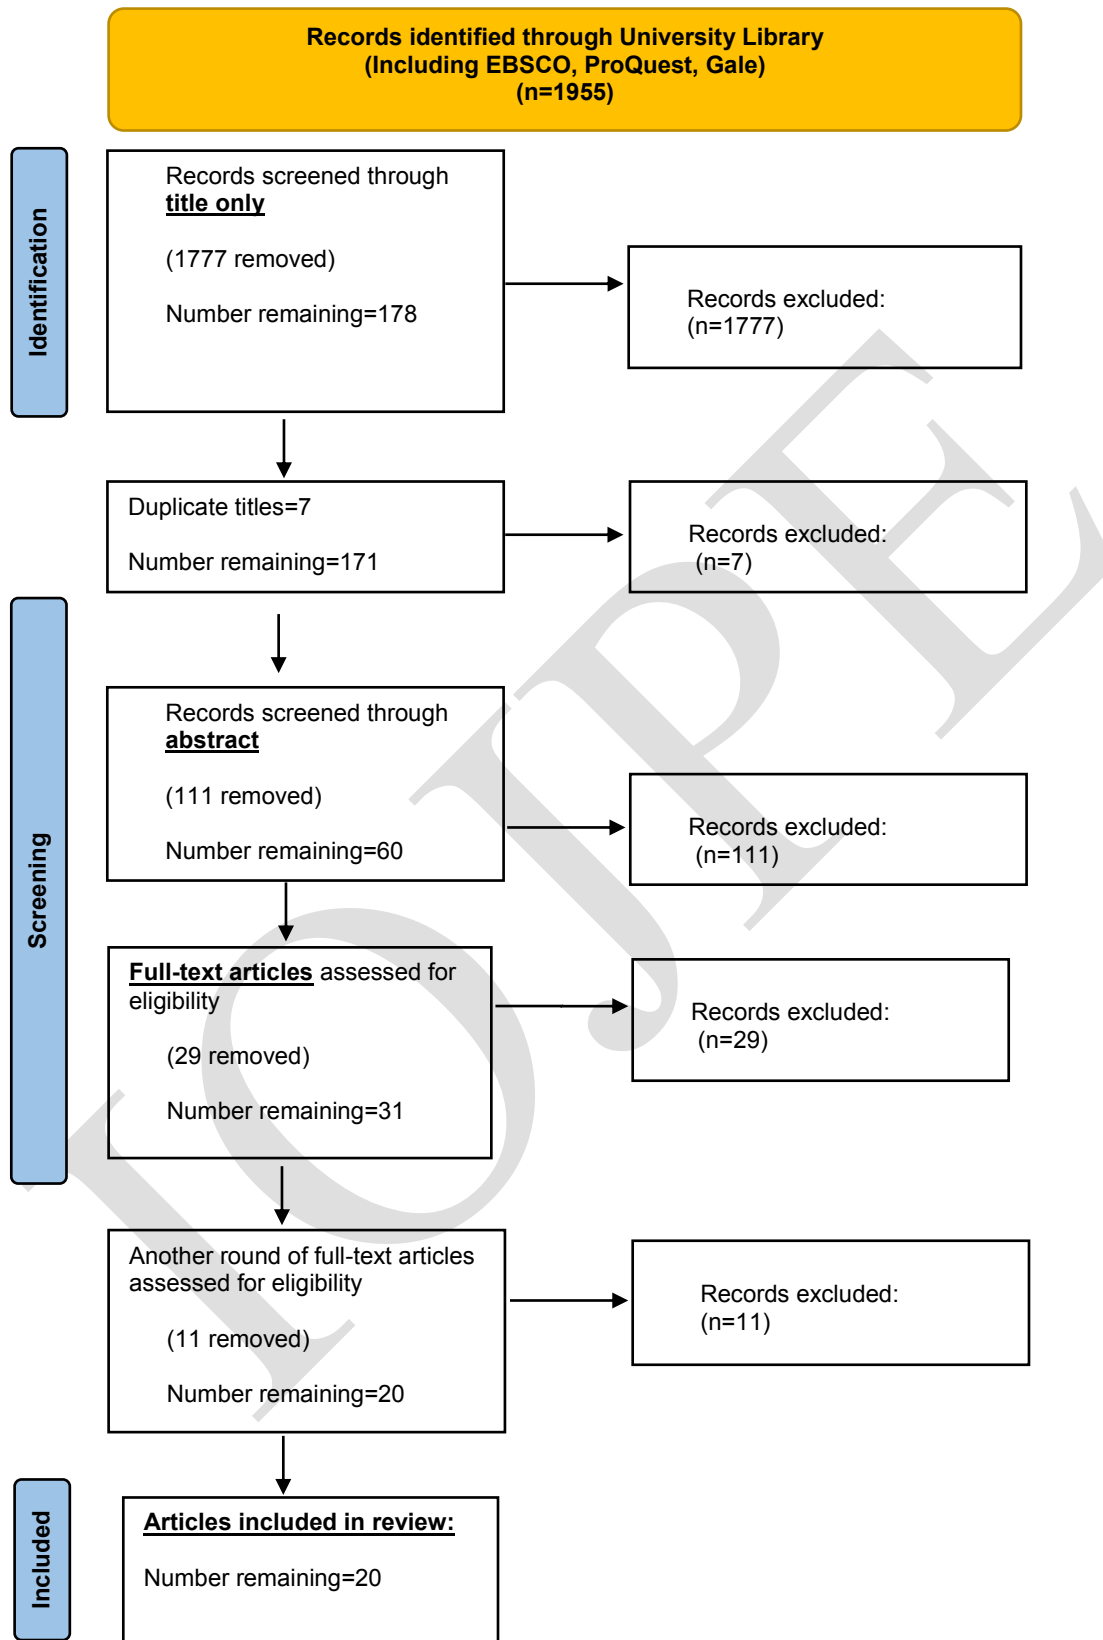 Records identified through University Library
(Including EBSCO, ProQuest, Gale)
(n=1955)
Identification
Records screened through
title only
(1777 removed)
Number remaining=178
Records excluded:
(n=1777)
Duplicate titles=7
Number remaining=171
Records excluded:
(n=7)
Screening
Records screened through
abstract
(111 removed)
Number remaining=60
Records excluded:
(n=111)
Full-text articles assessed for
eligibility
(29 removed)
Number remaining=31
Records excluded:
(n=29)
Another round of full-text articles
assessed for eligibility
(11 removed)
Number remaining=20
Records excluded:
(n=11)
Included
Articles included in review:
Number remaining=20
IOJPE